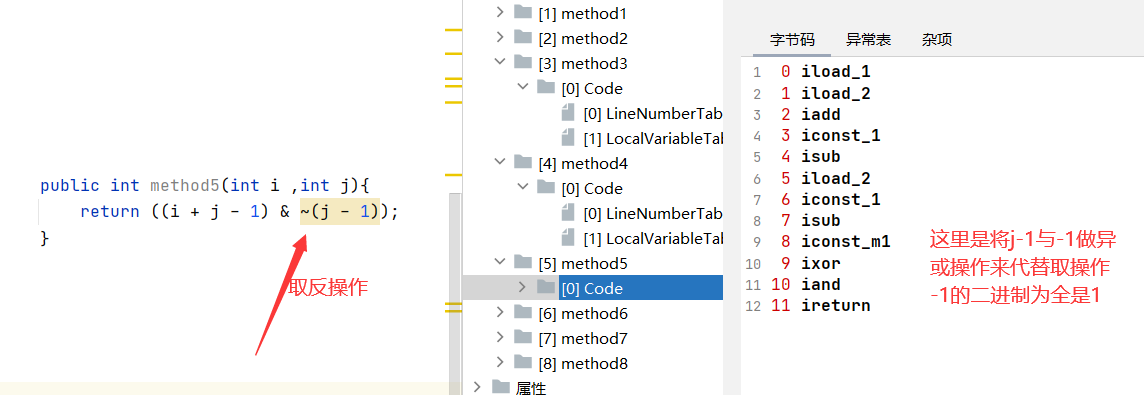 public int method5(int i ,int j){
return ((i + j - 1) & ~(j - 1));
}
取反操作
[1] method1
[2] method2
[3] method3
[0] Code
[0] LineNumberTab
[1] LocalVariableTab
[4] method4
[0] Code
[0] LineNumberTab
[1] LocalVariableTab
[5] method5
[0] Code
[6] method6
[7] method7
[8] method8
属性
字节码 异常表 杂项
1 0 iload_1
2 1 iload_2
3 2 iadd
4 3 iconst_1
5 4 isub
6 5 iload_2
7 6 iconst_1
8 7 isub
9 8 iconst_m1
10 9 ixor
11 10 iand
12 11 ireturn
这里是将j-1与-1做异
或操作来代替取操作
-1的二进制为全是1